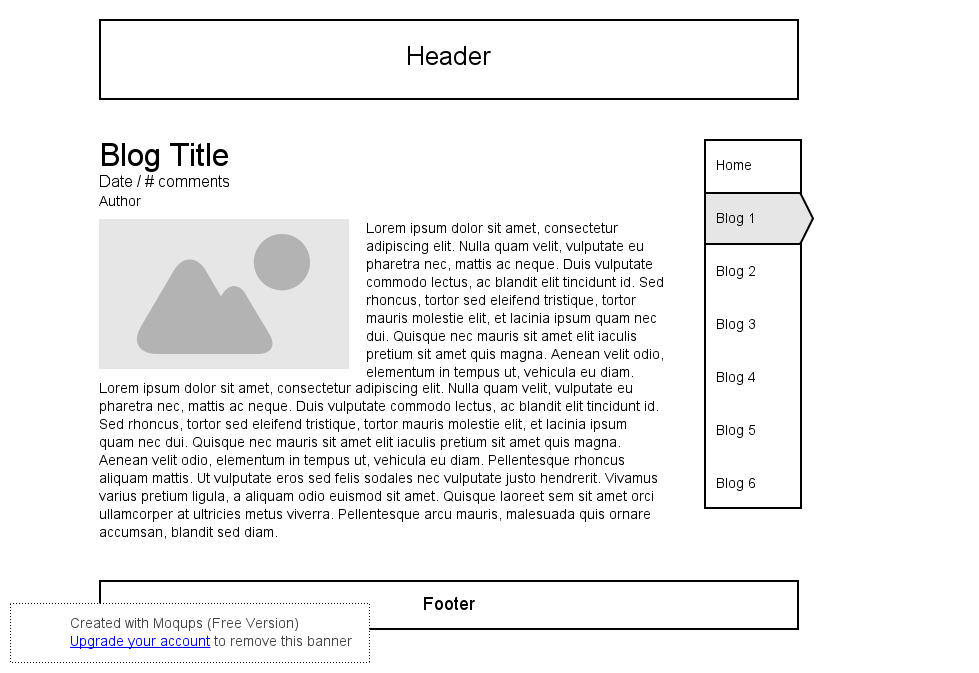 Header
Blog Title
Date / # comments
Author
Lorem ipsum dolor sit amet, consectetur
adipiscing elit. Nulla quam velit, vulputate eu
pharetra nec, mattis ac neque. Duis vulputate
commodo lectus, ac blandit elit tincidunt id. Sed
rhoncus, tortor sed eleifend tristique, tortor
mauris molestie elit, et lacinia ipsum quam nec
dui. Quisque nec mauris sit amet elit iaculis
pretium sit amet quis magna. Aenean velit odio,
elementum in tempus ut, vehicula eu diam.
Lorem ipsum dolor sit amet, consectetur adipiscing elit. Nulla quam velit, vulputate eu
pharetra nec, mattis ac neque. Duis vulputate commodo lectus, ac blandit elit tincidunt id.
Sed rhoncus, tortor sed eleifend tristique, tortor mauris molestie elit, et lacinia ipsum
quam nec dui. Quisque nec mauris sit amet elit iaculis pretium sit amet quis magna.
Aenean velit odio, elementum in tempus ut, vehicula eu diam. Pellentesque rhoncus
aliquam mattis. Ut vulputate eros sed felis sodales nec vulputate justo hendrerit. Vivamus
varius pretium ligula, a aliquam odio euismod sit amet. Quisque laoreet sem sit amet orci
ullamcorper at ultricies metus viverra. Pellentesque arcu mauris, malesuada quis ornare
accumsan, blandit sed diam.
Home
Blog 1
Blog 2
Blog 3
Blog 4
Blog 5
Blog 6
Footer
Created with Moqups (Free Version)
Upgrade your account to remove this banner